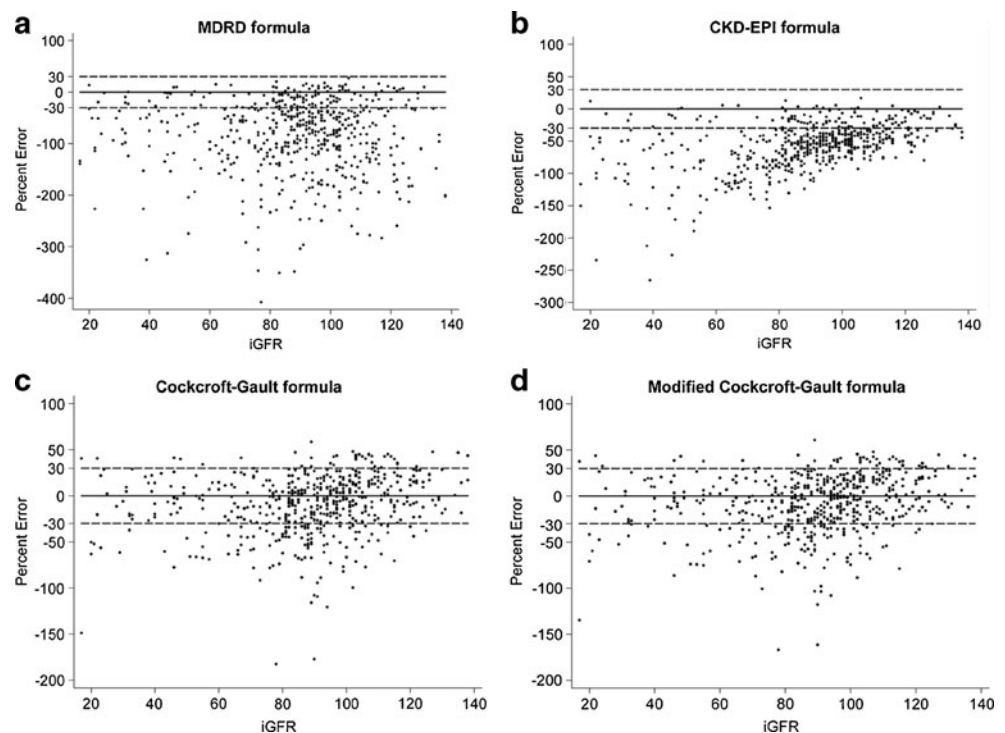 a
MDRD formula
100
30
0
-30
-100
-200
-300
-400
Percent Error
20 40 60 80 100 120 140
iGFR
b
CKD-EPI formula
100
50
30
0
-30
-50
-100
-150
-200
-250
-300
Percent Error
20 40 60 80 100 120 140
iGFR
c
Cockcroft-Gault formula
100
50
30
0
-30
-50
-100
-150
-200
Percent Error
20 40 60 80 100 120 140
iGFR
d
Modified Cockcroft-Gault formula
100
50
30
0
-30
-50
-100
-150
-200
Percent Error
20 40 60 80 100 120 140
iGFR